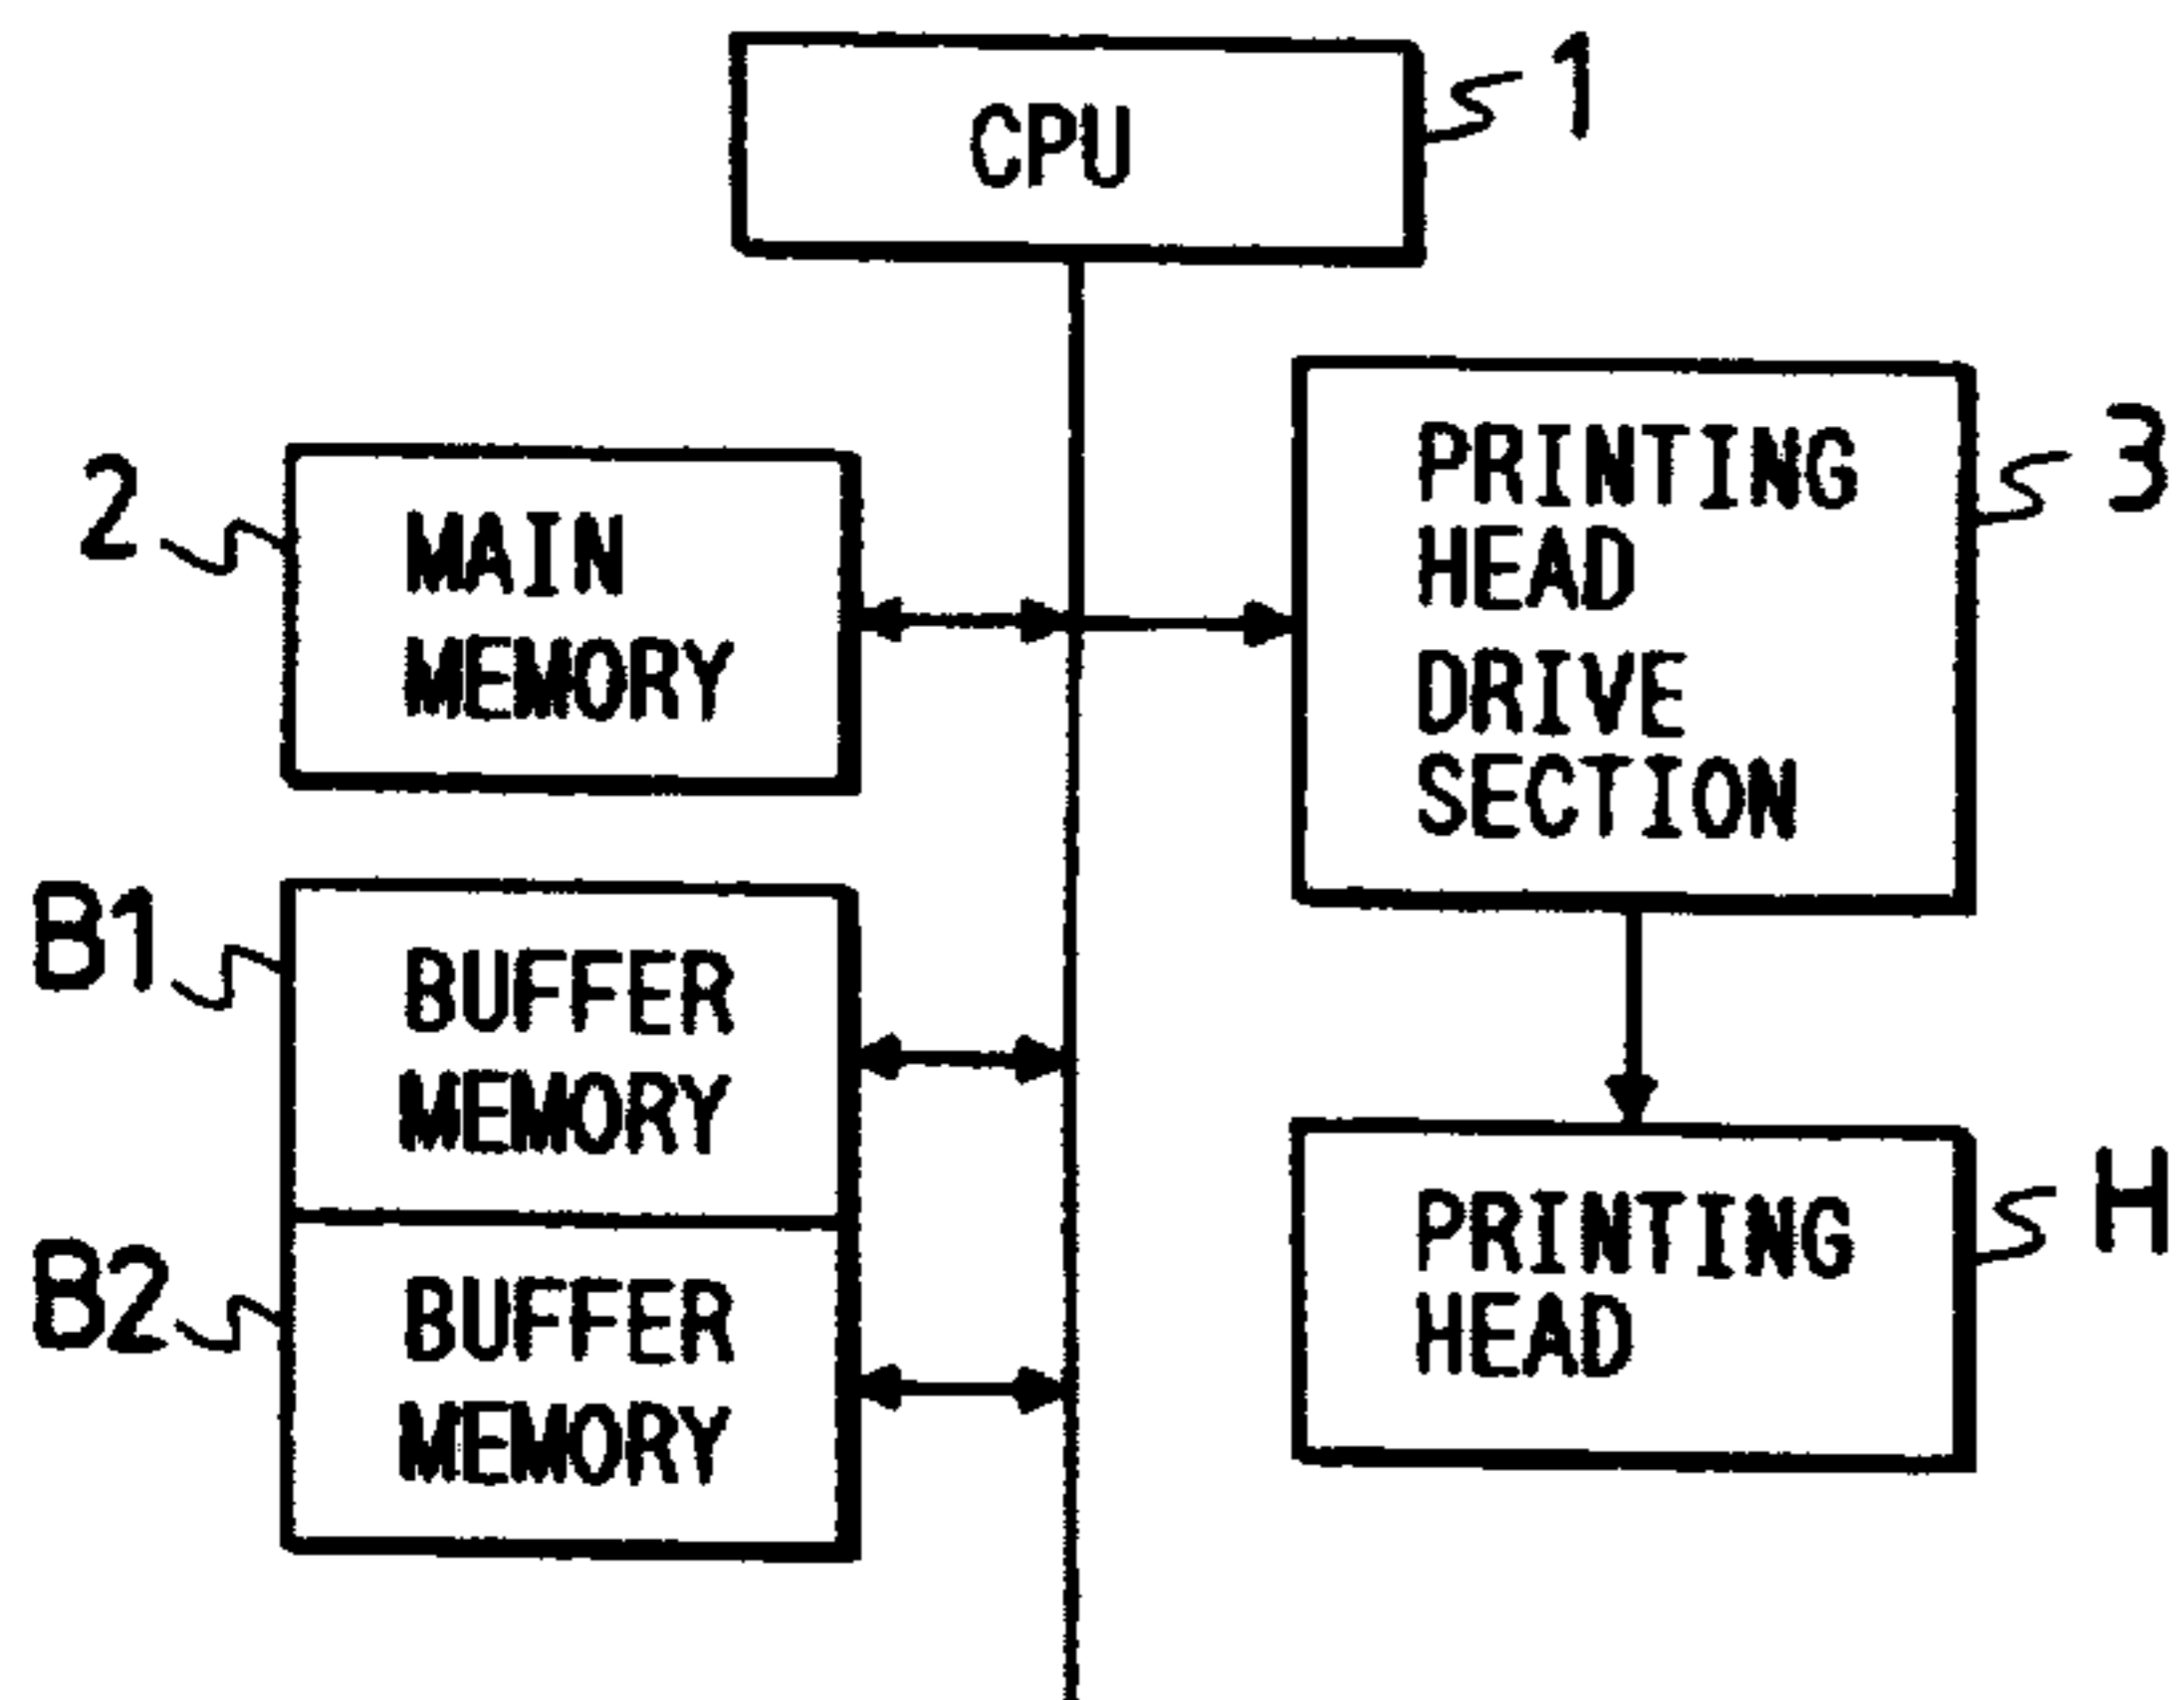 CPU
1
2
MAIN
MEMORY
PRINTING
HEAD
DRIVE
SECTION
3
B1
BUFFER
MEMORY
B2
BUFFER
MEMORY
PRINTING
HEAD
H